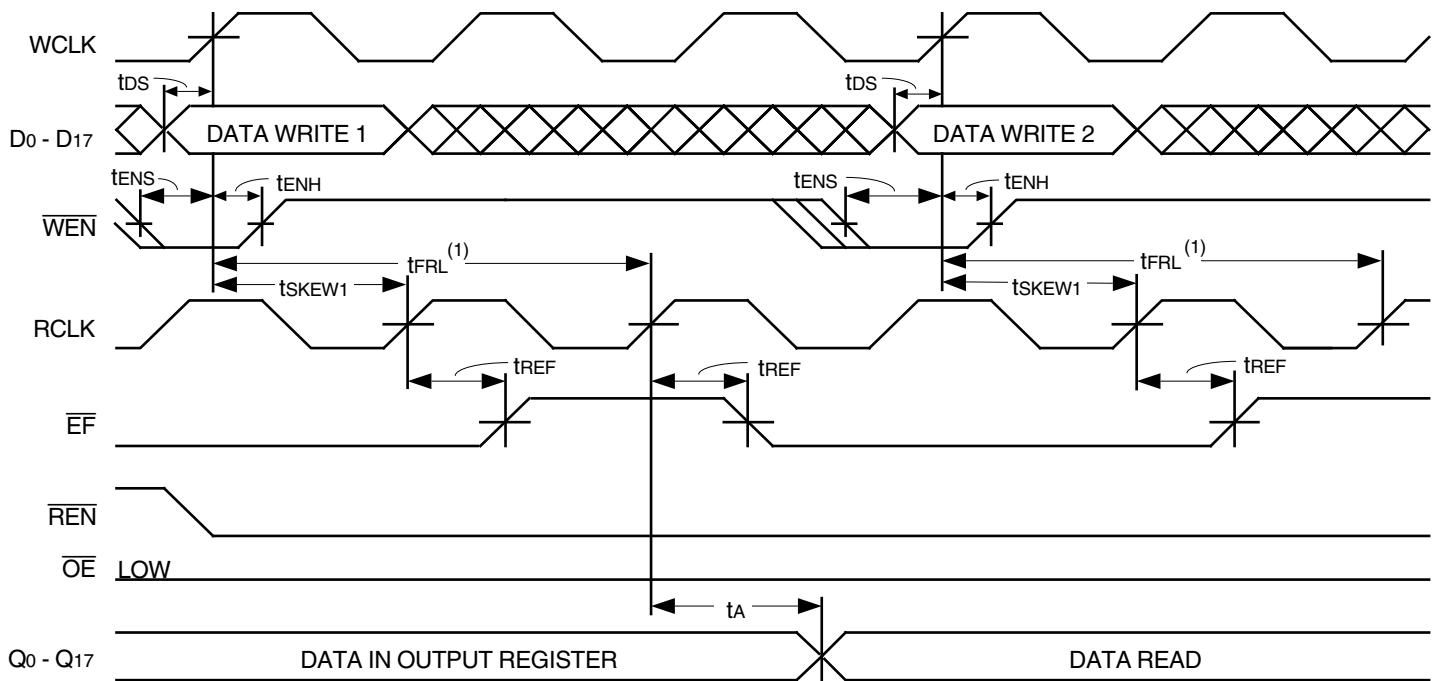 WCLK
tDS tDS
D0 - D17 DATA WRITE 1 DATA WRITE 2
tENS tENH tENS tENH
WEN
tFRL(1) tFRL(1)
tSKEW1 tSKEW1
RCLK
tREF tREF tREF
EF
REN
OE LOW
tA
Q0 - Q17 DATA IN OUTPUT REGISTER DATA READ